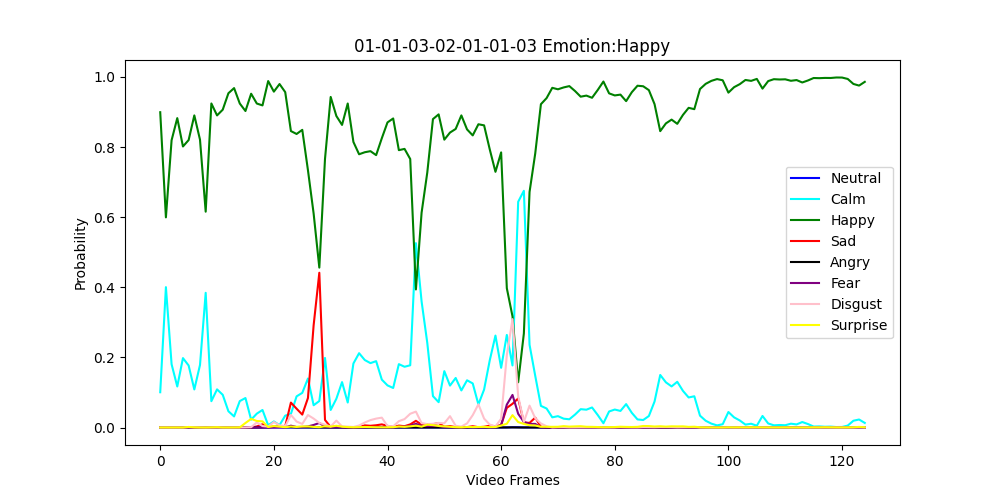 01-01-03-02-01-01-03 Emotion:Happy
1.0
0.8
0.6
0.4
0.2
0.0
Probability
0 20 40 60 80 100 120
Video Frames
Neutral
Calm
Happy
Sad
Angry
Fear
Disgust
Surprise